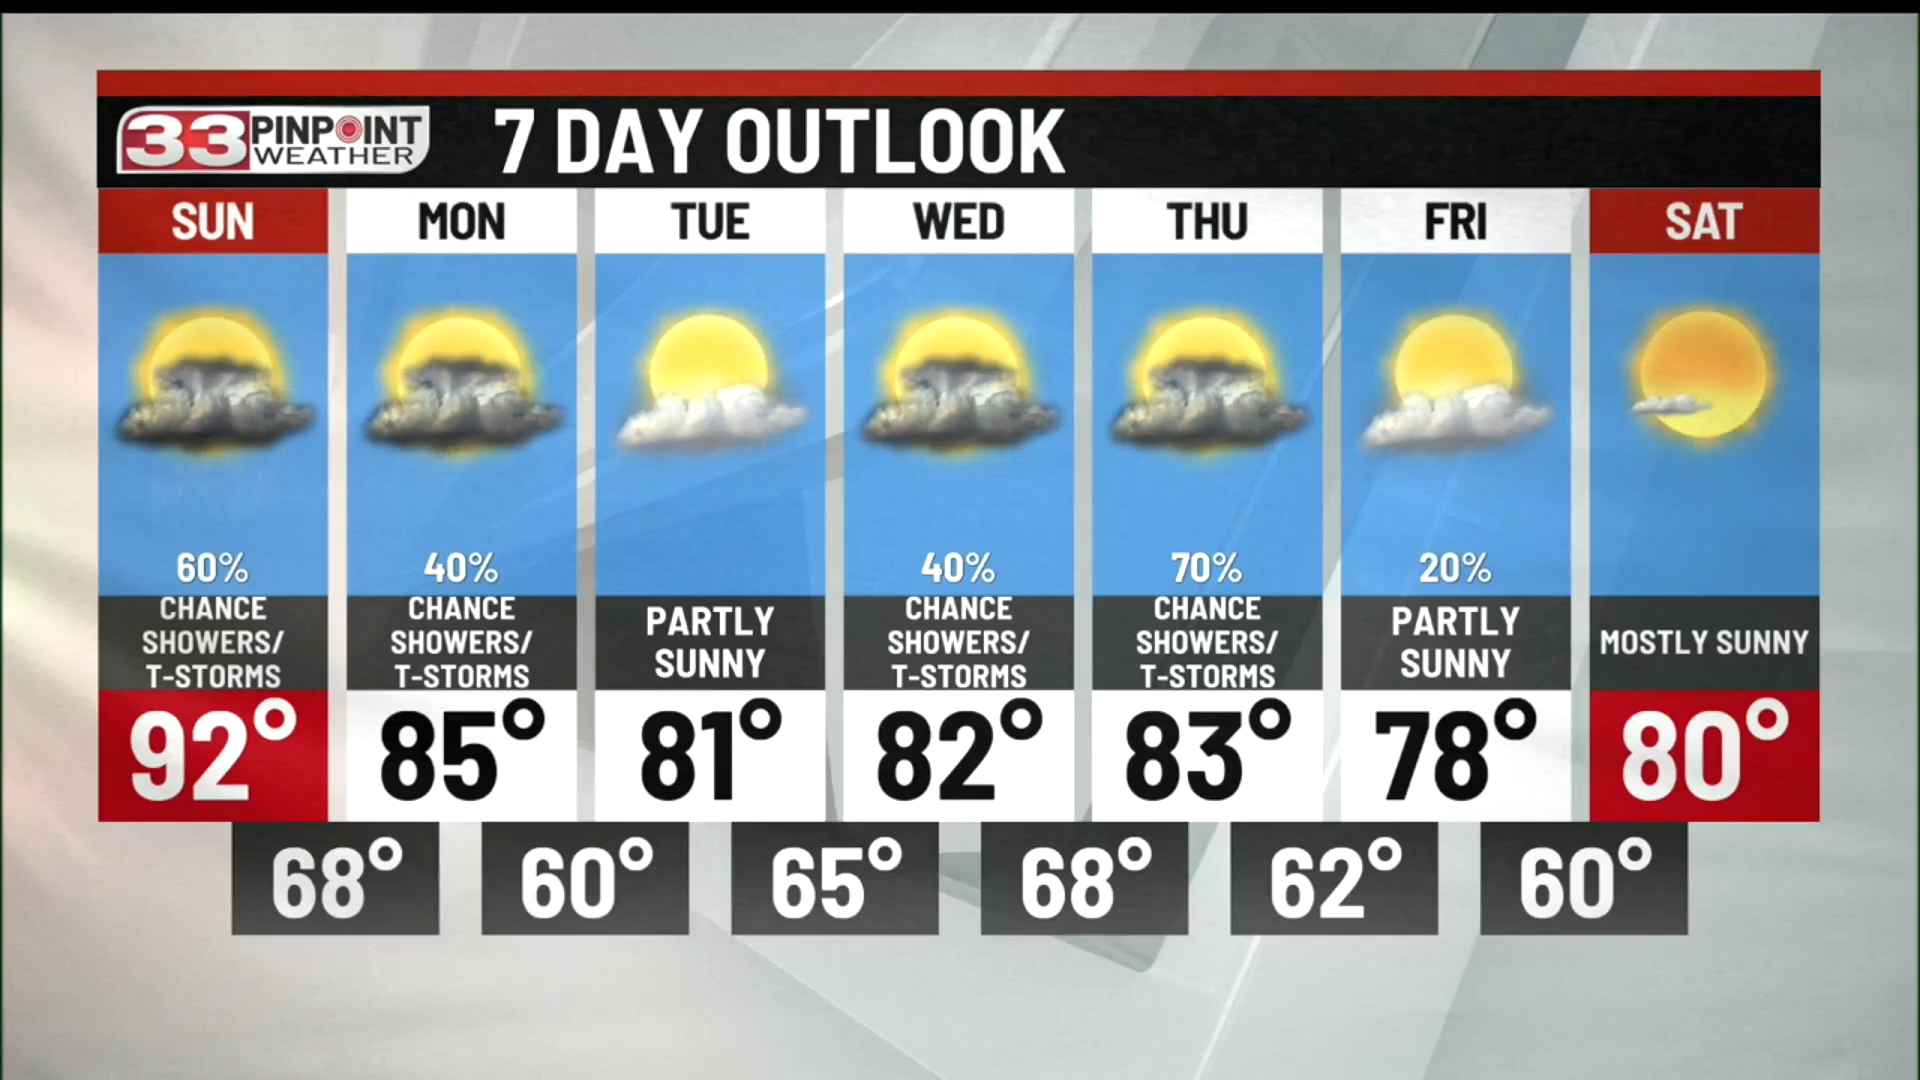 33 PINPOINT WEATHER
7 DAY OUTLOOK
SUN MON TUE WED THU FRI SAT
60% 40% 40% 70% 20%
CHANCE SHOWERS/ T-STORMS
CHANCE SHOWERS/ T-STORMS
PARTLY SUNNY
CHANCE SHOWERS/ T-STORMS
CHANCE SHOWERS/ T-STORMS
PARTLY SUNNY
MOSTLY SUNNY
92° 85° 81° 82° 83° 78° 80°
68° 60° 65° 68° 62° 60°